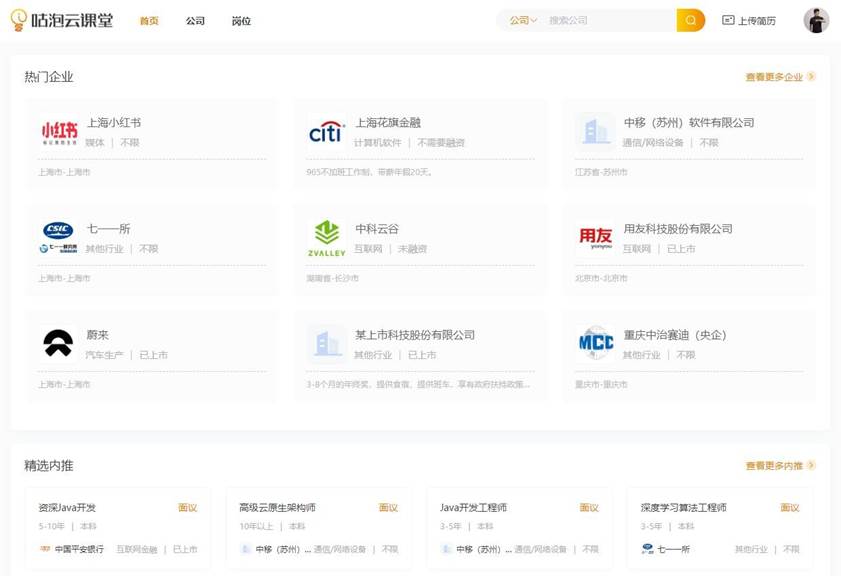 咕泡云课堂 首页 公司 岗位 公司 搜索公司 上传简历
热门企业 查看更多企业
小红书 上海小红书
媒体 | 不限
上海市-上海市
citi 上海花旗金融
计算机软件 | 不需要融资
965不加班工作制、带薪年假20天。
中移（苏州）软件有限公司
通信/网络设备 | 不限
江苏省-苏州市
CSIC 七一一所
其他行业 | 不限
上海市-上海市
ZVALLEY 中科云谷
互联网 | 未融资
湖南省-长沙市
用友 yonyou 用友科技股份有限公司
互联网 | 已上市
北京市-北京市
蔚来
汽车生产 | 已上市
上海市-上海市
某上市科技股份有限公司
其他行业 | 已上市
3-8个月的年终奖、提供食宿、提供班车、享有政府扶持政策...
MCC 重庆中冶赛迪（央企）
其他行业 | 不限
重庆市-重庆市
精选内推 查看更多内推
资深Java开发 面议
5-10年 | 本科
中国平安银行 互联网金融 | 已上市
高级云原生架构师 面议
10年以上 | 本科
中移（苏州）... 通信/网络设备 | 不限
Java开发工程师 面议
3-5年 | 本科
中移（苏州）... 通信/网络设备 | 不限
深度学习算法工程师 面议
3-5年 | 本科
七一一所 其他行业 | 不限